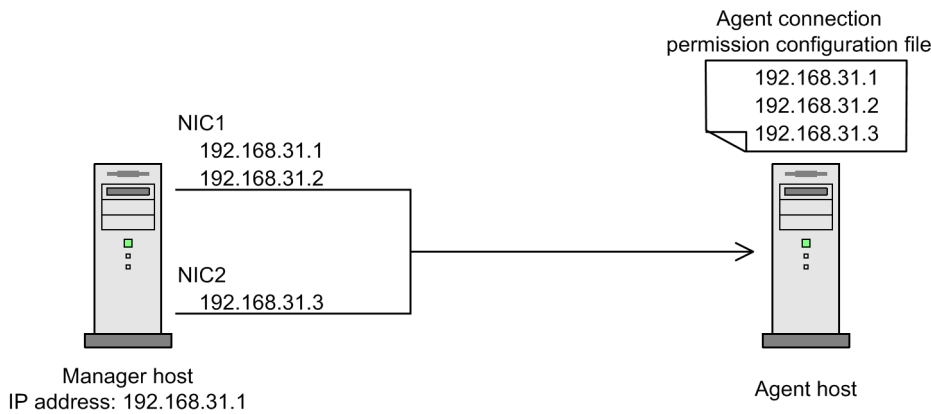 Agent connection
permission configuration file
192.168.31.1
192.168.31.2
192.168.31.3
NIC1
192.168.31.1
192.168.31.2
NIC2
192.168.31.3
Manager host
IP address: 192.168.31.1
Agent host